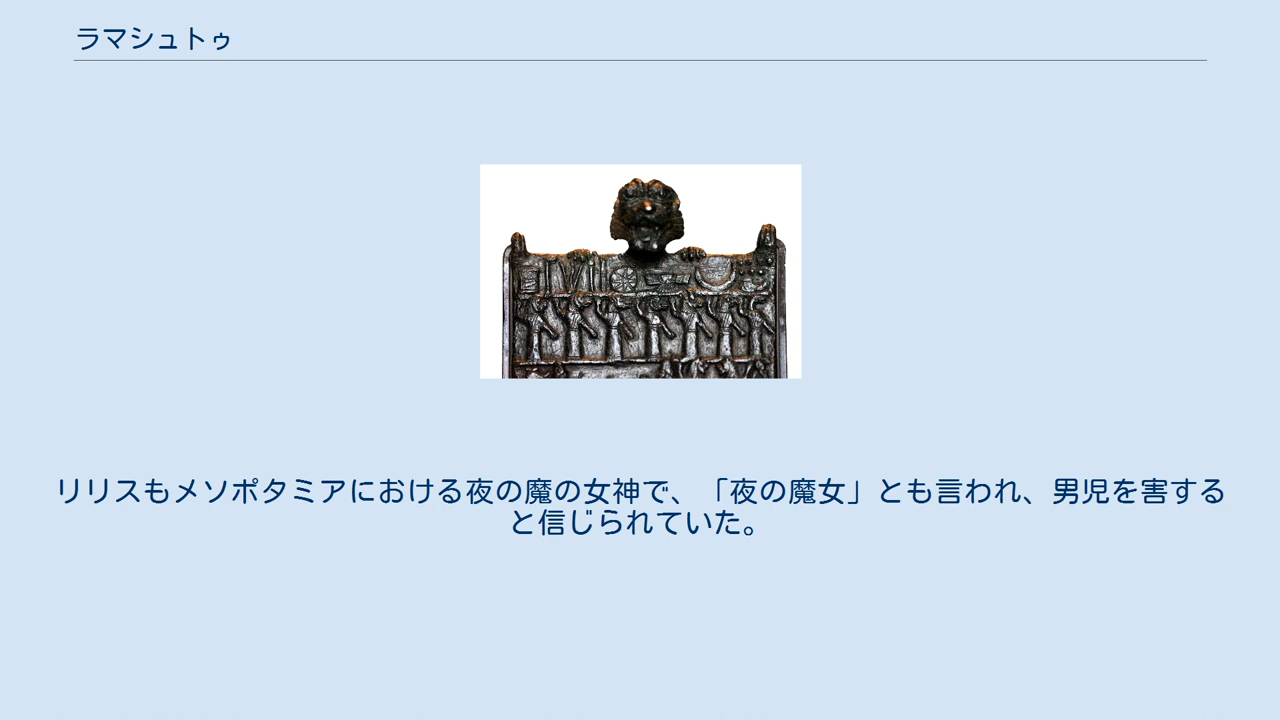 ラマシュトゥ
リリスもメソポタミアにおける夜の魔の女神で、「夜の魔女」とも言われ、男児を害する
と信じられていた。